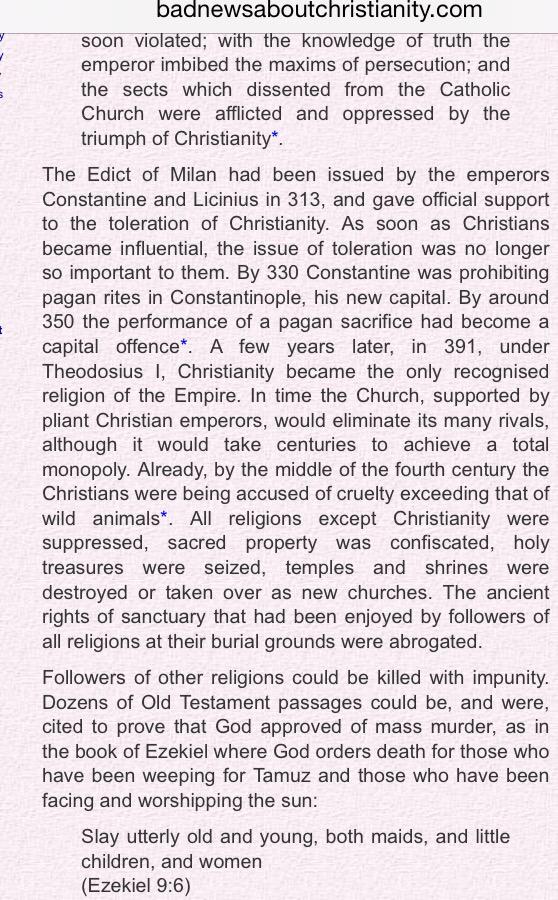 badnewsaboutchristianity.com
soon violated; with the knowledge of truth the
emperor imbibed the maxims of persecution; and
the sects which dissented from the Catholic
Church were afflicted and oppressed by the
triumph of Christianity*.
The Edict of Milan had been issued by the emperors
Constantine and Licinius in 313, and gave official support
to the toleration of Christianity. As soon as Christians
became influential, the issue of toleration was no longer
so important to them. By 330 Constantine was prohibiting
pagan rites in Constantinople, his new capital. By around
350 the performance of a pagan sacrifice had become a
capital offence*. A few years later, in 391, under
Theodosius I, Christianity became the only recognised
religion of the Empire. In time the Church, supported by
pliant Christian emperors, would eliminate its many rivals,
although it would take centuries to achieve a total
monopoly. Already, by the middle of the fourth century the
Christians were being accused of cruelty exceeding that of
wild animals*. All religions except Christianity were
suppressed, sacred property was confiscated, holy
treasures were seized, temples and shrines were
destroyed or taken over as new churches. The ancient
rights of sanctuary that had been enjoyed by followers of
all religions at their burial grounds were abrogated.
Followers of other religions could be killed with impunity.
Dozens of Old Testament passages could be, and were,
cited to prove that God approved of mass murder, as in
the book of Ezekiel where God orders death for those who
have been weeping for Tamuz and those who have been
facing and worshipping the sun:
Slay utterly old and young, both maids, and little
children, and women
(Ezekiel 9:6)